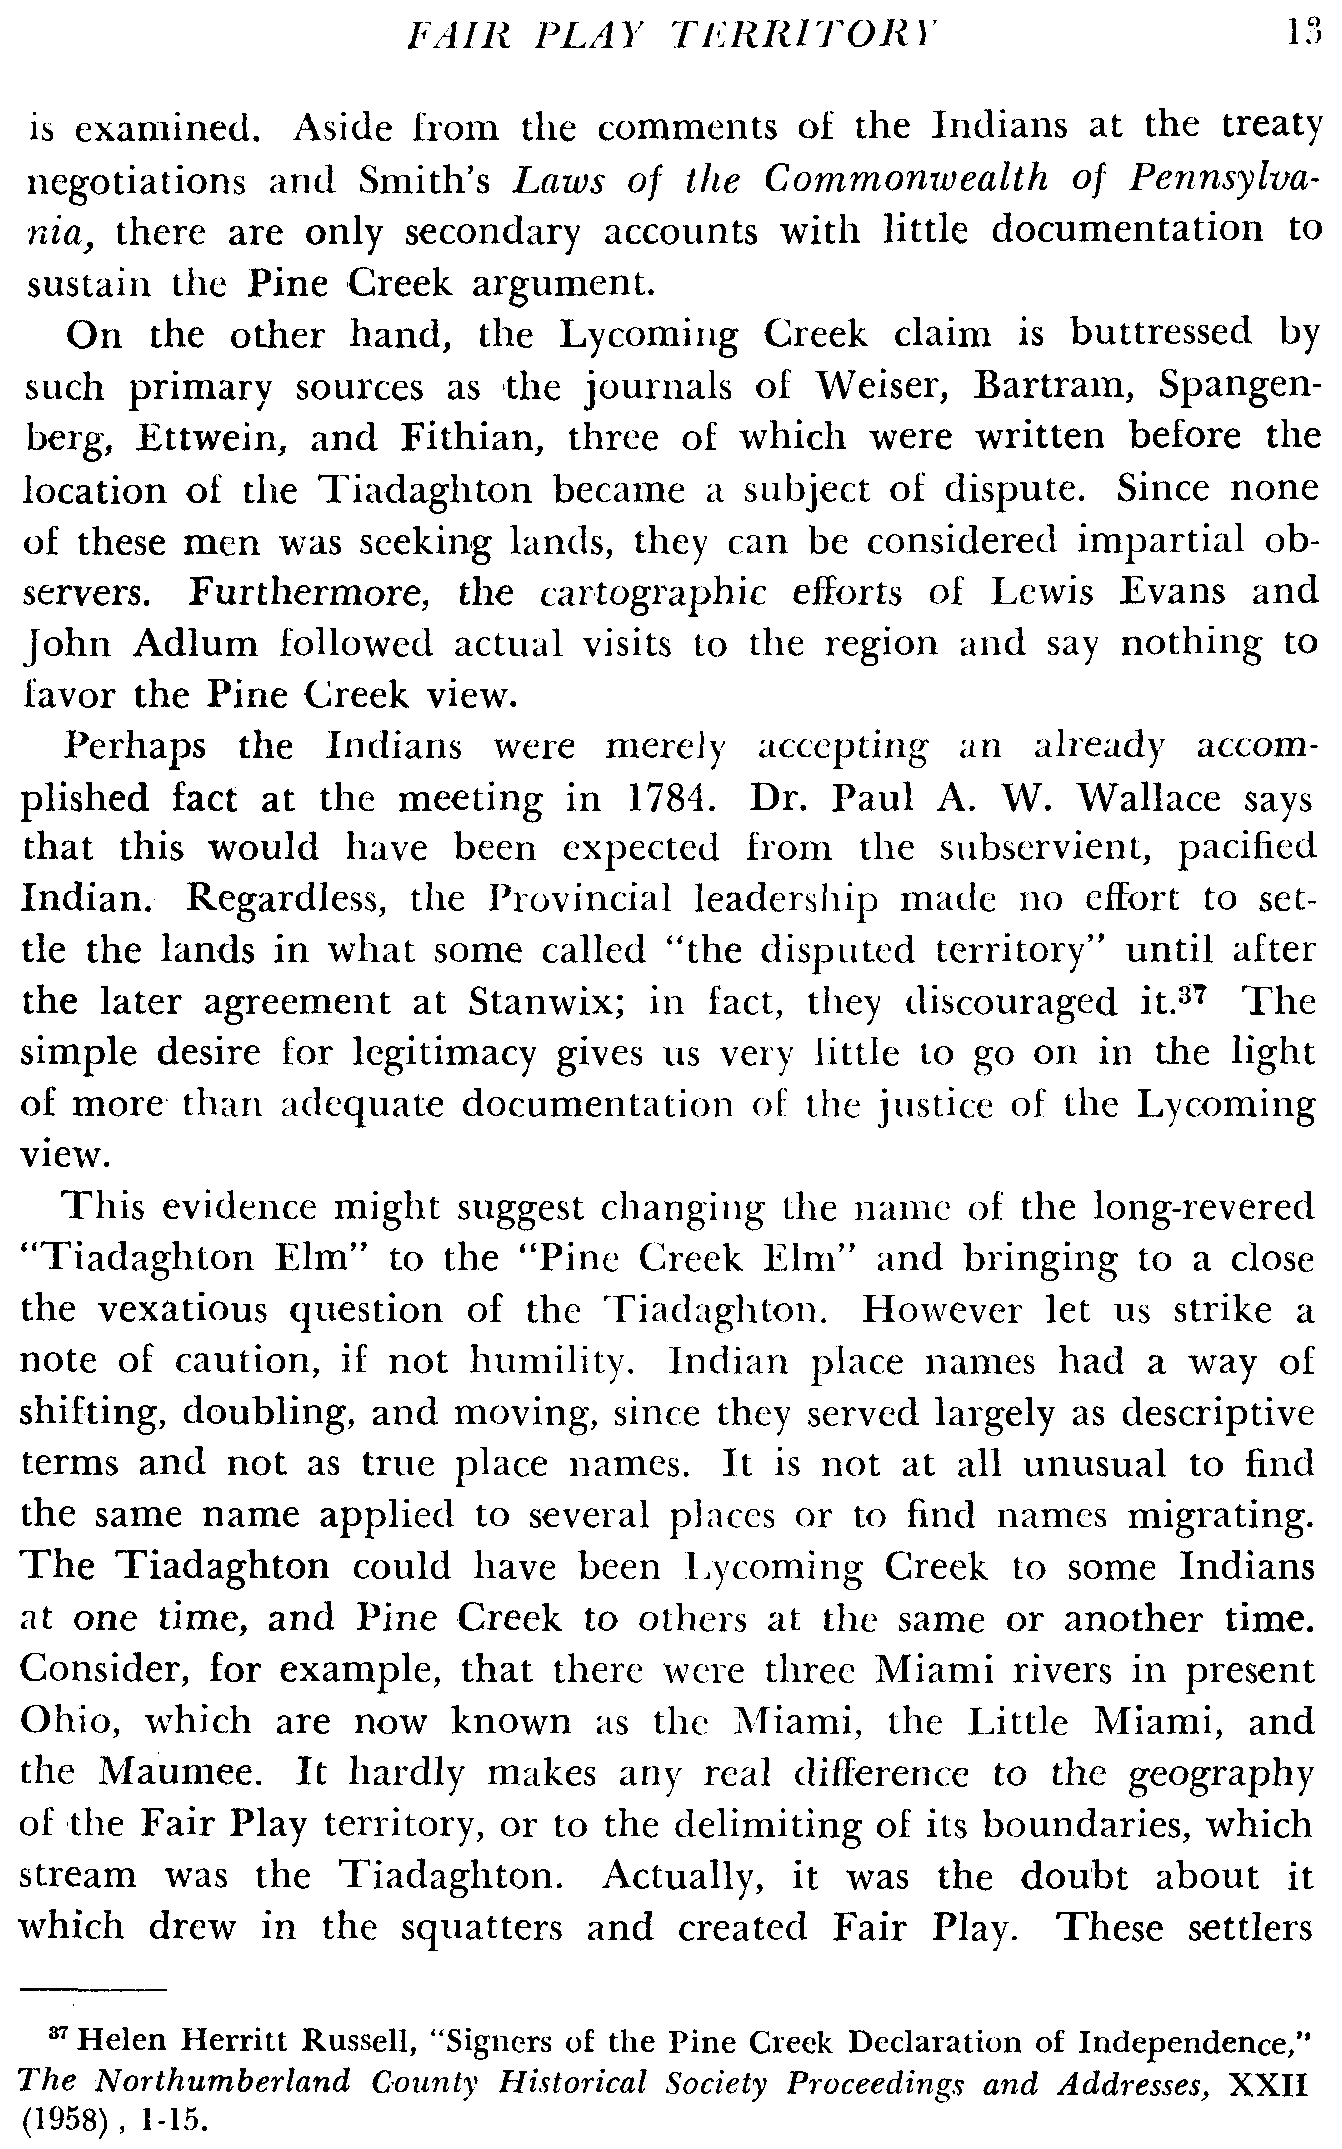 FAIR PLAY TERRITORY 13
is examined. Aside from the comments of the Indians at the treaty
negotiations and Smith's Laws of the Commonwealth of Pennsylva-
nia, there are only secondary accounts with little documentation to
sustain the Pine Creek argument.
On the other hand, the Lycoming Creek claim is buttressed by
such primary sources as the journals of Weiser, Bartram, Spangen-
berg, Ettwein, and Fithian, three of which were written before the
location of the Tiadaghton became a subject of dispute. Since none
of these men was seeking lands, they can be considered impartial ob-
servers. Furthermore, the cartographic efforts of Lewis Evans and
John Adlum followed actual visits to the region and say nothing to
favor the Pine Creek view.
Perhaps the Indians were merely accepting an already accom-
plished fact at the meeting in 1784. Dr. Paul A. W. Wallace says
that this would have been expected from the subservient, pacified
Indian. Regardless, the Provincial leadership made no effort to set-
tle the lands in what some called "the disputed territory" until after
the later agreement at Stanwix; in fact, they discouraged it.³⁷ The
simple desire for legitimacy gives us very little to go on in the light
of more than adequate documentation of the justice of the Lycoming
view.
This evidence might suggest changing the name of the long-revered
"Tiadaghton Elm" to the "Pine Creek Elm" and bringing to a close
the vexatious question of the Tiadaghton. However let us strike a
note of caution, if not humility. Indian place names had a way of
shifting, doubling, and moving, since they served largely as descriptive
terms and not as true place names. It is not at all unusual to find
the same name applied to several places or to find names migrating.
The Tiadaghton could have been Lycoming Creek to some Indians
at one time, and Pine Creek to others at the same or another time.
Consider, for example, that there were three Miami rivers in present
Ohio, which are now known as the Miami, the Little Miami, and
the Maumee. It hardly makes any real difference to the geography
of the Fair Play territory, or to the delimiting of its boundaries, which
stream was the Tiadaghton. Actually, it was the doubt about it
which drew in the squatters and created Fair Play. These settlers
³⁷ Helen Herritt Russell, "Signers of the Pine Creek Declaration of Independence,"
The Northumberland County Historical Society Proceedings and Addresses, XXII
(1958), 1-15.